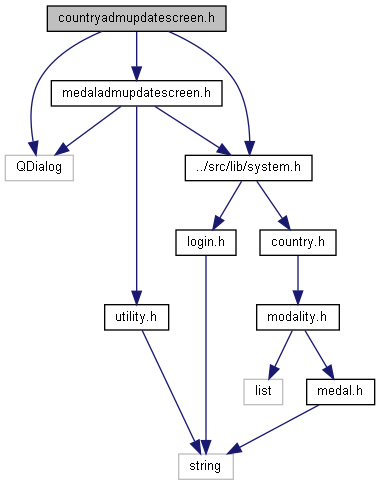 countryadmupdatescreen.h
medaladmupdatescreen.h
QDialog
../src/lib/system.h
login.h
country.h
utility.h
modality.h
list
medal.h
string